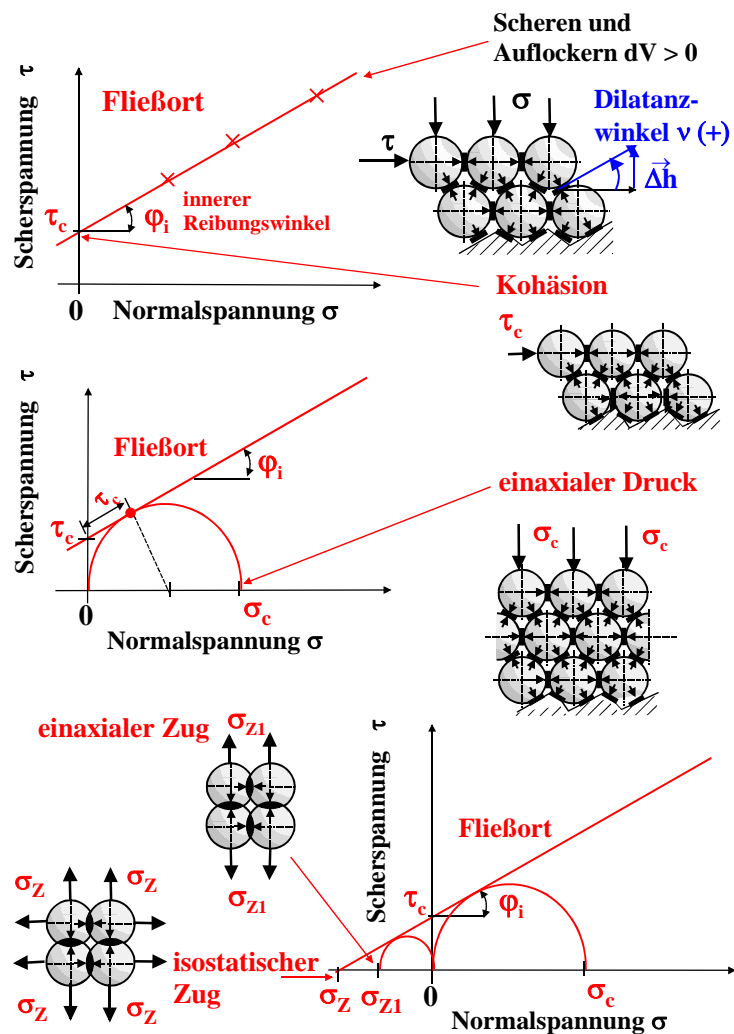 Scheren und
Auflockern dV > 0
Scherspannung τ
Fließort
σ
Dilatanz-
winkel ν (+)
τ
Δh
τc
φi
innerer
Reibungswinkel
0
Normalspannung σ
Kohäsion
τc
Scherspannung τ
Fließort
φi
τc
τc
einaxialer Druck
0
σc
Normalspannung σ
σc
σc
einaxialer Zug
σZ1
Scherspannung τ
Fließort
σZ1
σZ
σZ
τc
φi
isostatischer
Zug
σZ
σZ
σZ
σZ1
0
σc
Normalspannung σ